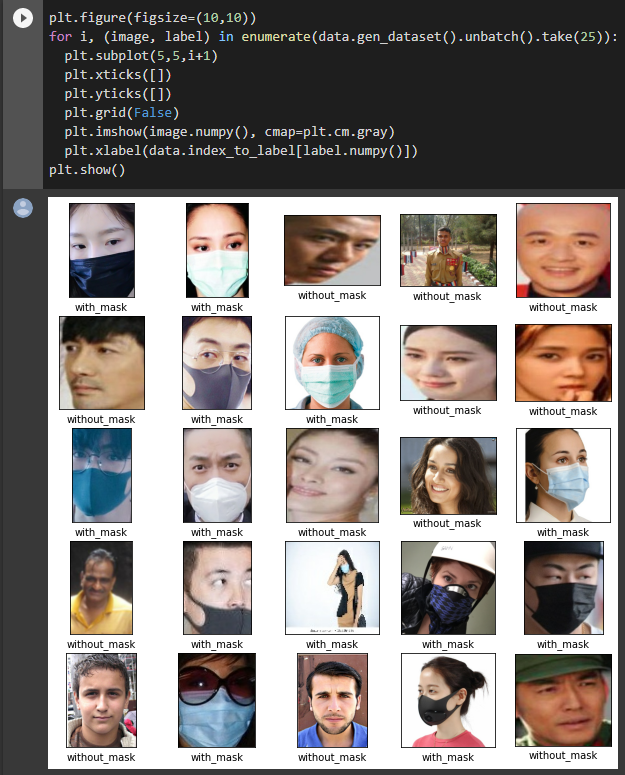 plt.figure(figsize=(10,10))
for i, (image, label) in enumerate(data.gen_dataset().unbatch().take(25)):
  plt.subplot(5,5,i+1)
  plt.xticks([])
  plt.yticks([])
  plt.grid(False)
  plt.imshow(image.numpy(), cmap=plt.cm.gray)
  plt.xlabel(data.index_to_label[label.numpy()])
plt.show()
with_mask with_mask without_mask without_mask without_mask
without_mask with_mask with_mask without_mask without_mask
with_mask with_mask without_mask without_mask with_mask
without_mask with_mask with_mask with_mask with_mask
without_mask with_mask without_mask with_mask without_mask